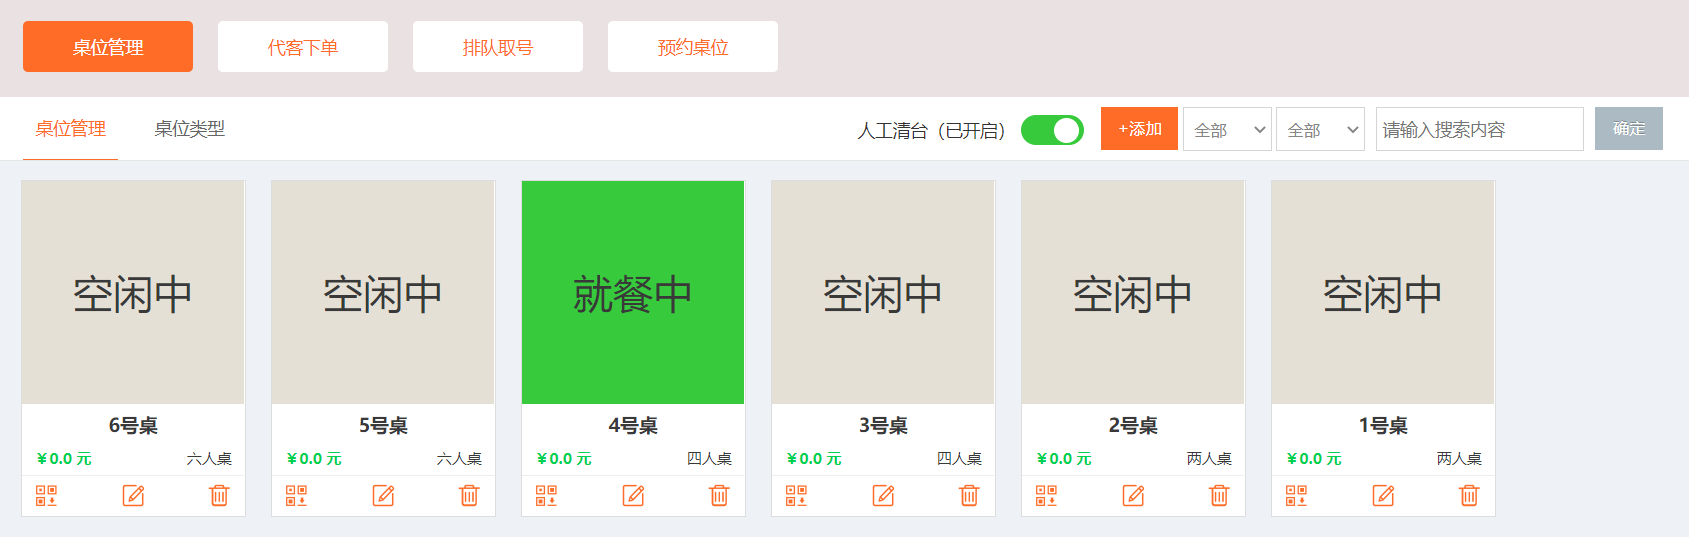 桌位管理 代客下单 排队取号 预约桌位
桌位管理 桌位类型 人工清台（已开启） +添加 全部 全部 请输入搜索内容 确定
空闲中 空闲中 就餐中 空闲中 空闲中 空闲中
6号桌 5号桌 4号桌 3号桌 2号桌 1号桌
￥0.0 元 六人桌 ￥0.0 元 六人桌 ￥0.0 元 四人桌 ￥0.0 元 四人桌 ￥0.0 元 两人桌 ￥0.0 元 两人桌